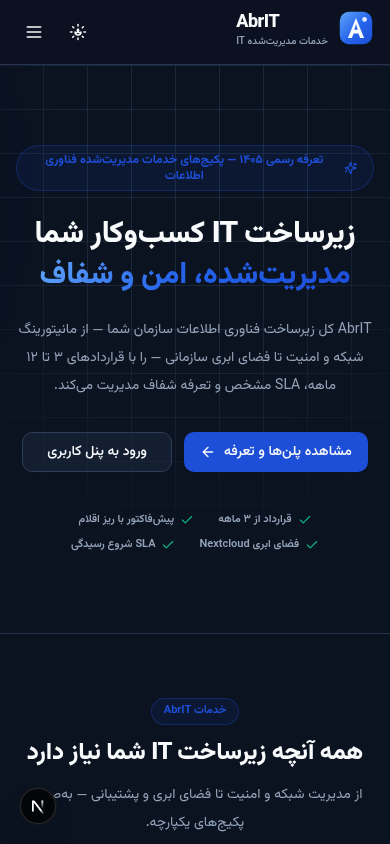 AbrIT
خدمات مدیریت‌شده IT
تعرفه رسمی ۱۴۰۵ — پکیج‌های خدمات مدیریت‌شده فناوری
اطلاعات
زیرساخت IT کسب‌وکار شما
مدیریت‌شده، امن و شفاف
AbrIT کل زیرساخت فناوری اطلاعات سازمان شما — از مانیتورینگ
شبکه و امنیت تا فضای ابری سازمانی — را با قراردادهای ۳ تا ۱۲
ماهه، SLA مشخص و تعرفه شفاف مدیریت می‌کند.
مشاهده پلن‌ها و تعرفه
ورود به پنل کاربری
قرارداد از ۳ ماهه
پیش‌فاکتور با ریز اقلام
فضای ابری Nextcloud
SLA شروع رسیدگی
خدمات AbrIT
همه آنچه زیرساخت IT شما نیاز دارد
از مدیریت شبکه و امنیت تا فضای ابری و پشتیبانی —
پکیج‌های یکپارچه.